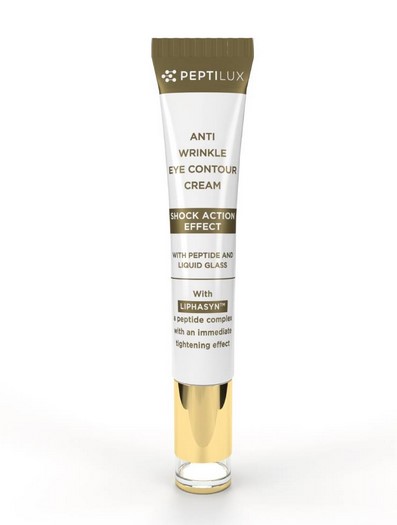 PEPTILUX
ANTI
WRINKLE
EYE CONTOUR
CREAM
SHOCK ACTION
EFFECT
WITH PEPTIDE AND
LIQUID GLASS
With
LIPHASYN™
a peptide complex
with an immediate
tightening effect